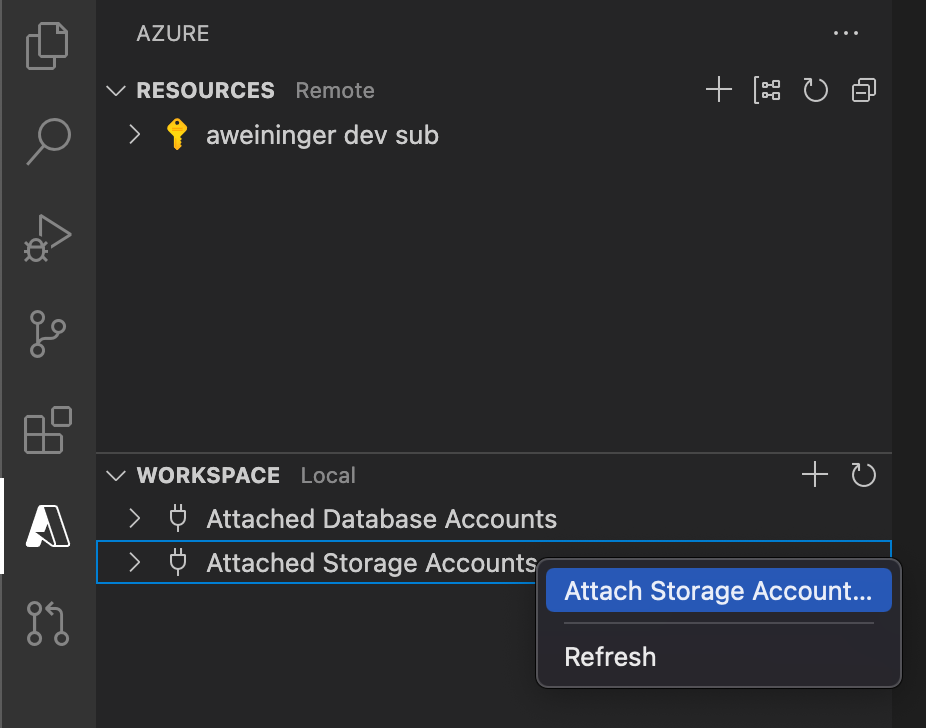 AZURE
RESOURCES Remote
aweininger dev sub
WORKSPACE Local
Attached Database Accounts
Attached Storage Accounts
Attach Storage Account...
Refresh